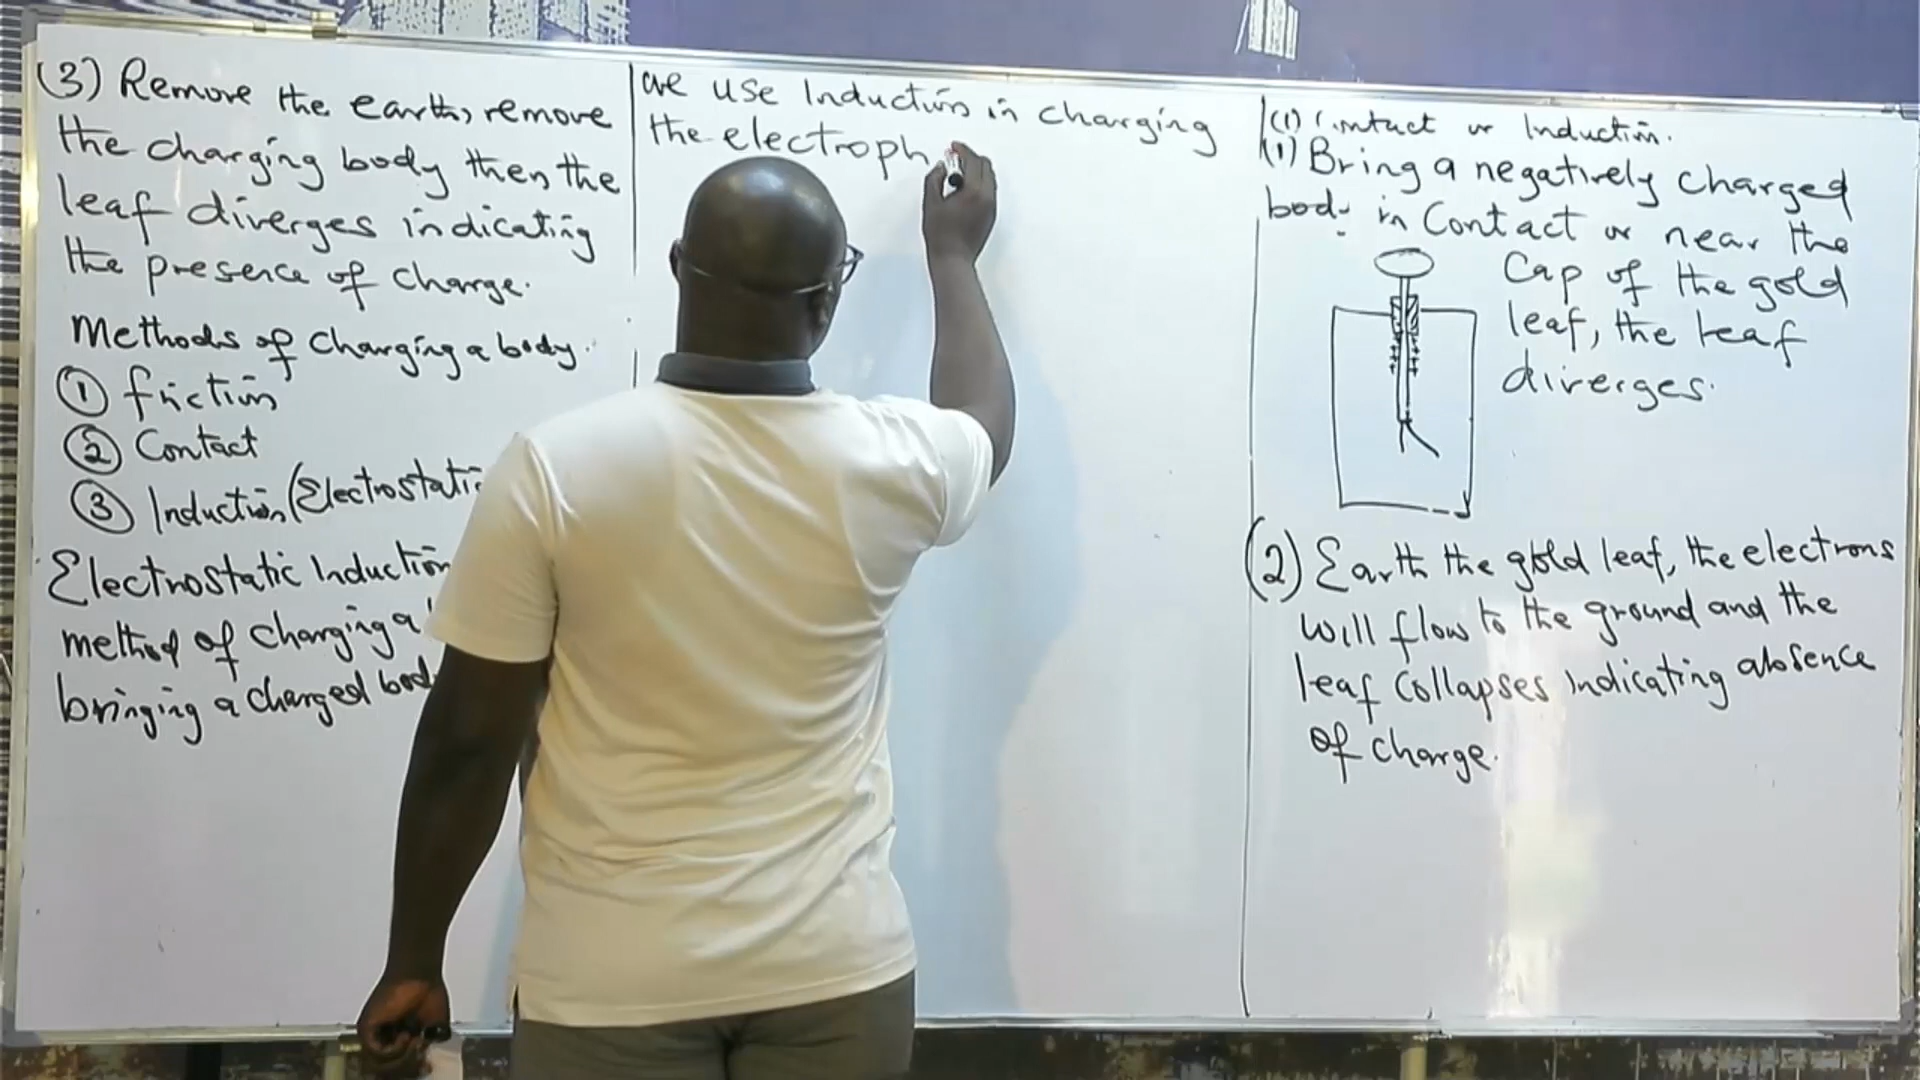 (3) Remove the earth, remove
the charging body then the
leaf diverges indicating
the presence of charge.
Methods of charging a body.
① friction
② Contact
③ Induction (Electrostatic
Electrostatic Induction
method of charging a
bringing a charged body
we use Induction in charging
the electroph
(1) Contact or Induction.
(1) Bring a negatively charged
body in Contact or near the
Cap of the gold
leaf, the leaf
diverges.
(2) Earth the gold leaf, the electrons
will flow to the ground and the
leaf collapses indicating absence
of charge.